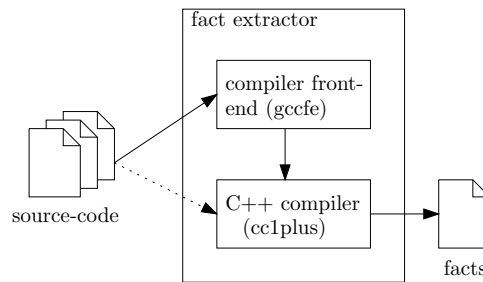 fact extractor
compiler front-
end (gccfe)
source-code
C++ compiler
(cc1plus)
facts